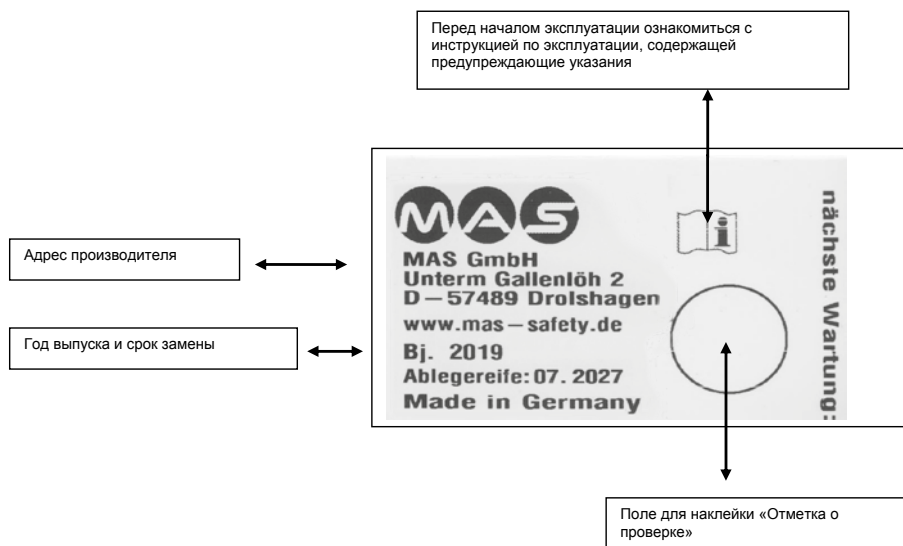 Перед началом эксплуатации ознакомиться с
инструкцией по эксплуатации, содержащей
предупреждающие указания
Адрес производителя
Год выпуска и срок замены
MAS
MAS GmbH
Unterm Gallenlöh 2
D – 57489 Drolshagen
www.mas – safety.de
Bj. 2019
Ablegereife: 07. 2027
Made in Germany
i
nächste Wartung:
Поле для наклейки «Отметка о
проверке»